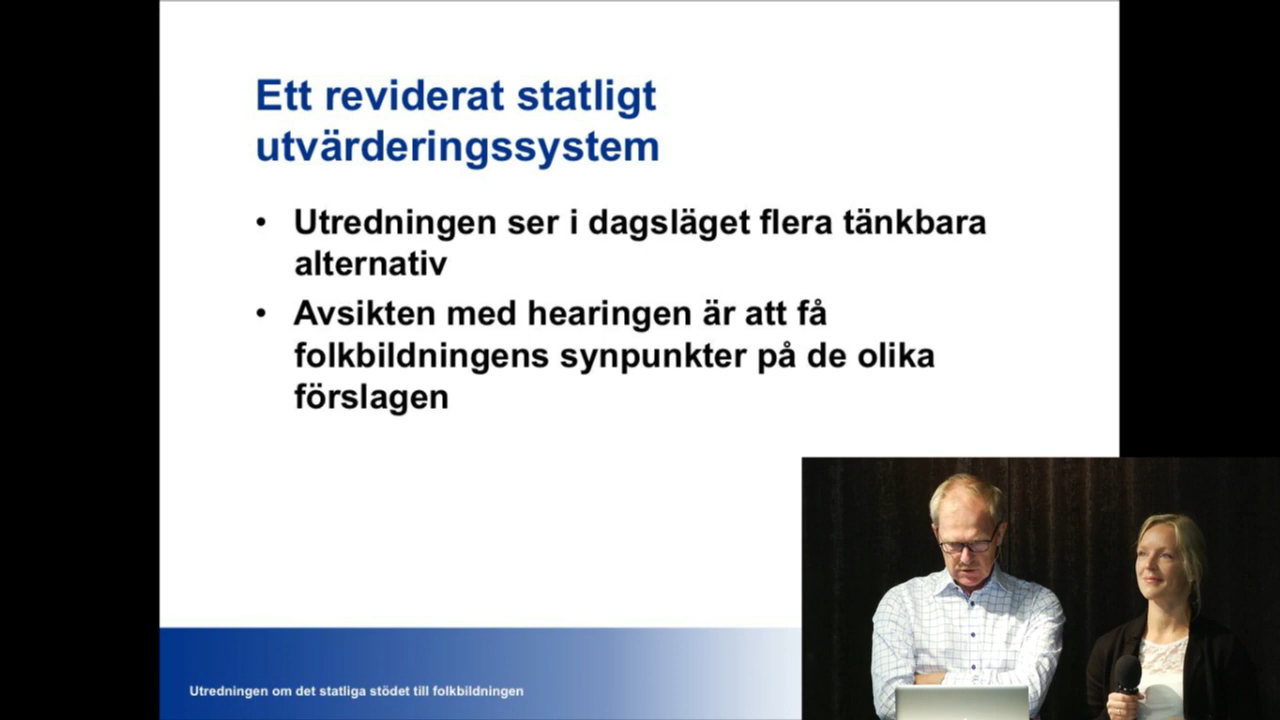 Ett reviderat statligt
utvärderingssystem
• Utredningen ser i dagsläget flera tänkbara
alternativ
• Avsikten med hearingen är att få
folkbildningens synpunkter på de olika
förslagen
Utredningen om det statliga stödet till folkbildningen